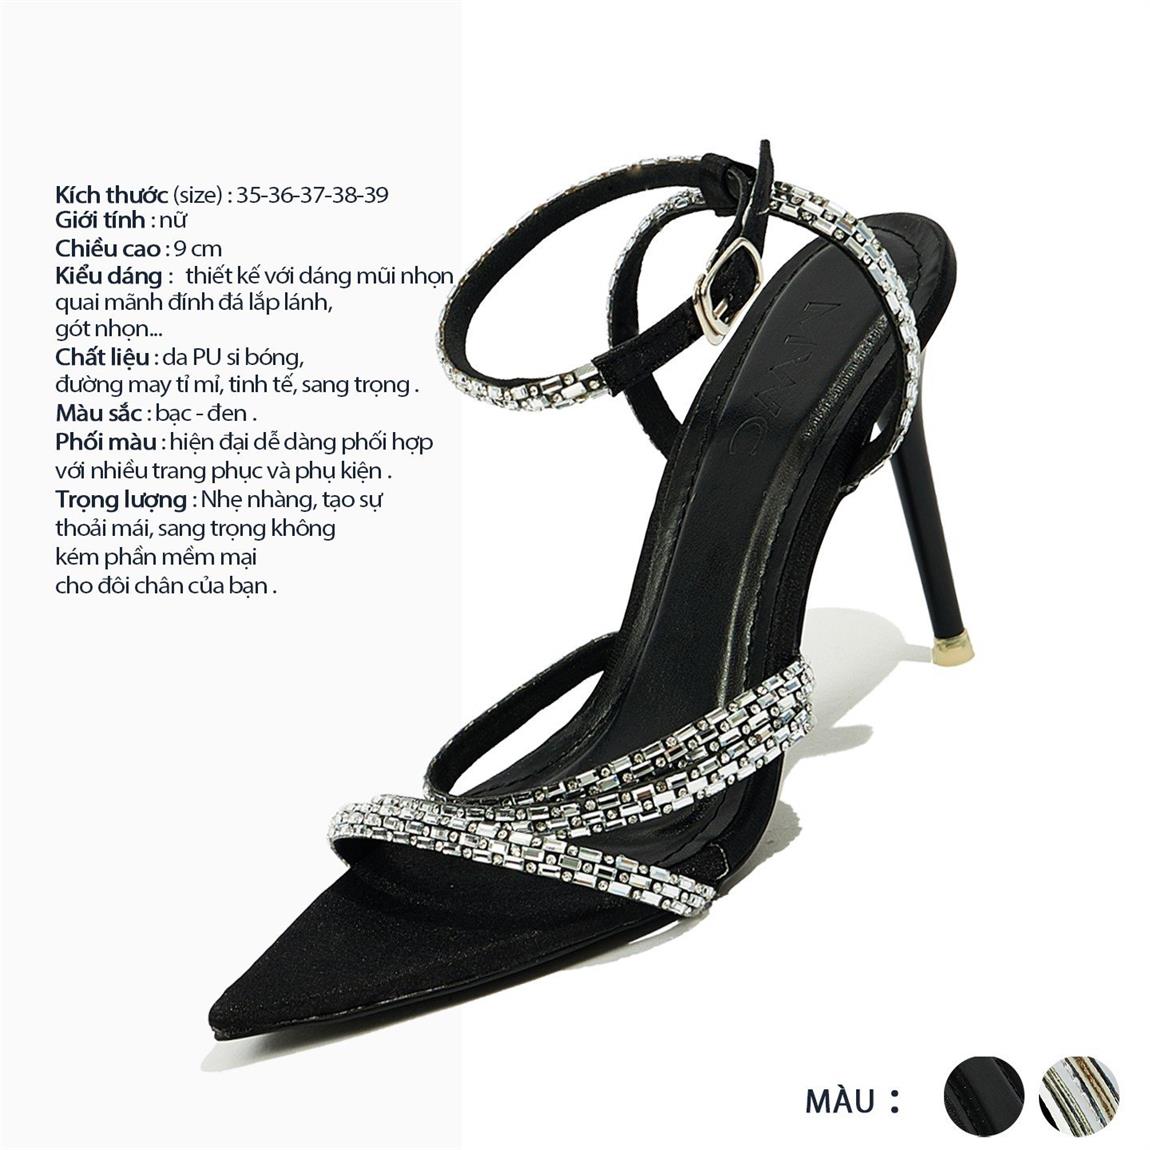 Kích thước (size) : 35-36-37-38-39
Giới tính : nữ
Chiều cao : 9 cm
Kiểu dáng : thiết kế với dáng mũi nhọn
quai mãnh đính đá lắp lánh,
gót nhọn...
Chất liệu : da PU si bóng,
đường may tỉ mỉ, tinh tế, sang trọng .
Màu sắc : bạc - đen .
Phối màu : hiện đại dễ dàng phối hợp
với nhiều trang phục và phụ kiện .
Trọng lượng : Nhẹ nhàng, tạo sự
thoải mái, sang trọng không
kém phần mềm mại
cho đôi chân của bạn .
MWC
MÀU :